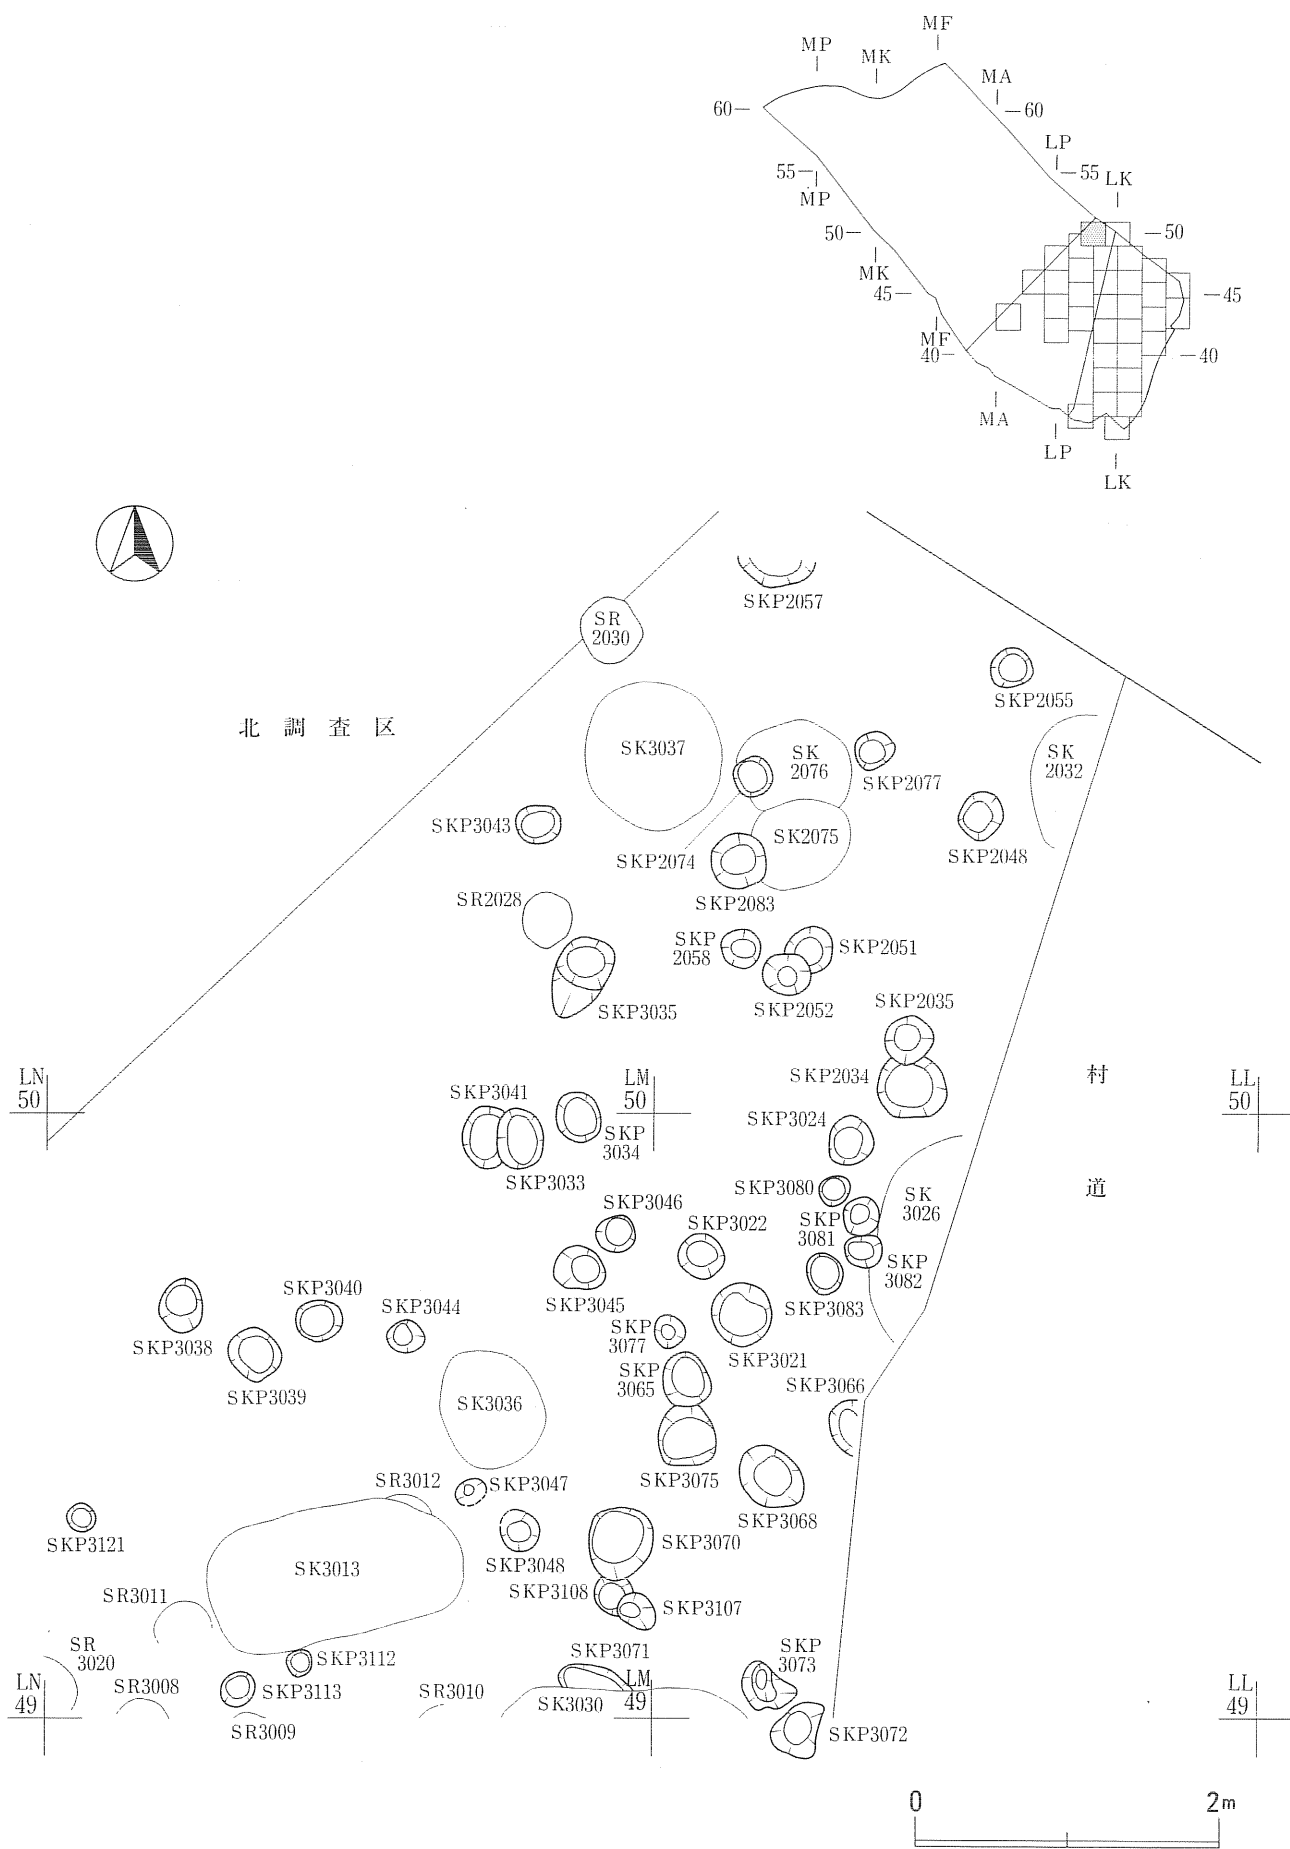 MF
MP
MK
MA
60
60
LP
55
55
LK
MP
50
50
MK
45
45
MF
40
40
MA
LP
LK
SKP2057
SR
2030
SKP2055
北調査区
SK3037
SK
2076
SK
2032
SKP2077
SKP3043
SK2075
SKP2074
SKP2048
SR2028
SKP2083
SKP
2058
SKP2051
SKP3035
SKP2052
SKP2035
LN
50
SKP3041
LM
50
SKP2034
村
LL
50
SKP3024
SKP
3034
SKP3033
SKP3080
道
SKP3046
SK
3026
SKP3022
SKP
3081
SKP
3082
SKP3040
SKP3045
SKP3083
SKP3044
SKP
3077
SKP3038
SKP3021
SKP
3065
SKP3066
SKP3039
SK3036
SR3012
SKP3047
SKP3075
SKP3068
SKP3121
SKP3070
SK3013
SKP3048
SKP3108
SR3011
SKP3107
SR
3020
SKP3112
SKP3071
SKP
3073
LN
49
SR3008
SKP3113
SR3010
LM
49
LL
49
SK3030
SR3009
SKP3072
0
2m